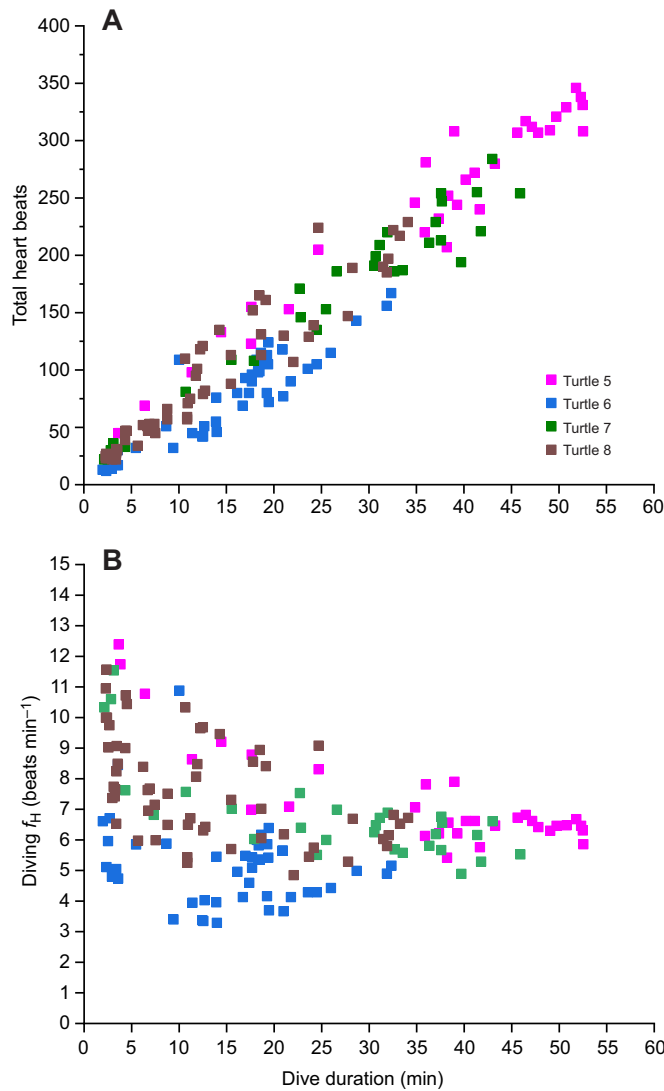 A
400
350
300
250
200
150
100
50
0
Total heart beats
Turtle 5
Turtle 6
Turtle 7
Turtle 8
0 5 10 15 20 25 30 35 40 45 50 55 60
B
15
14
13
12
11
10
9
8
7
6
5
4
3
2
1
0
Diving fH (beats min−1)
0 5 10 15 20 25 30 35 40 45 50 55 60
Dive duration (min)